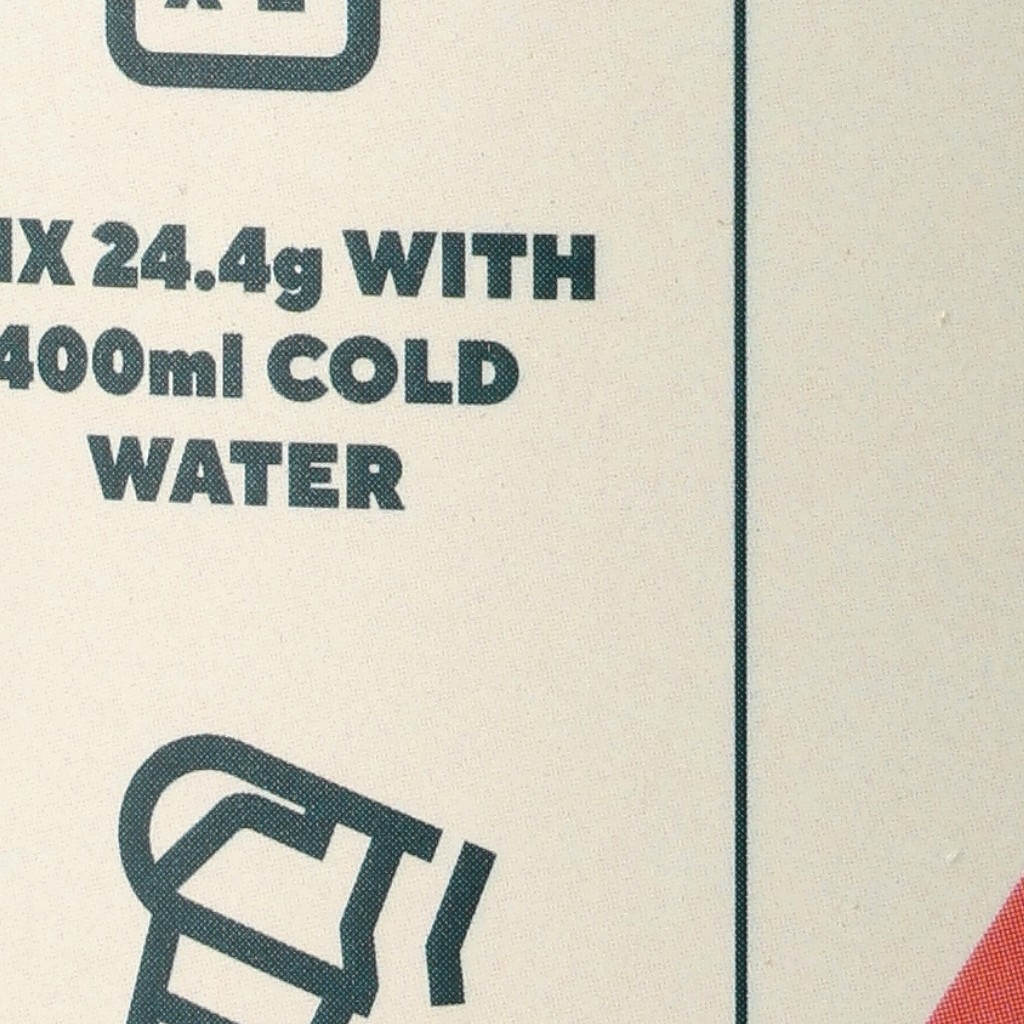 IX 24.4g WITH
400ml COLD
WATER